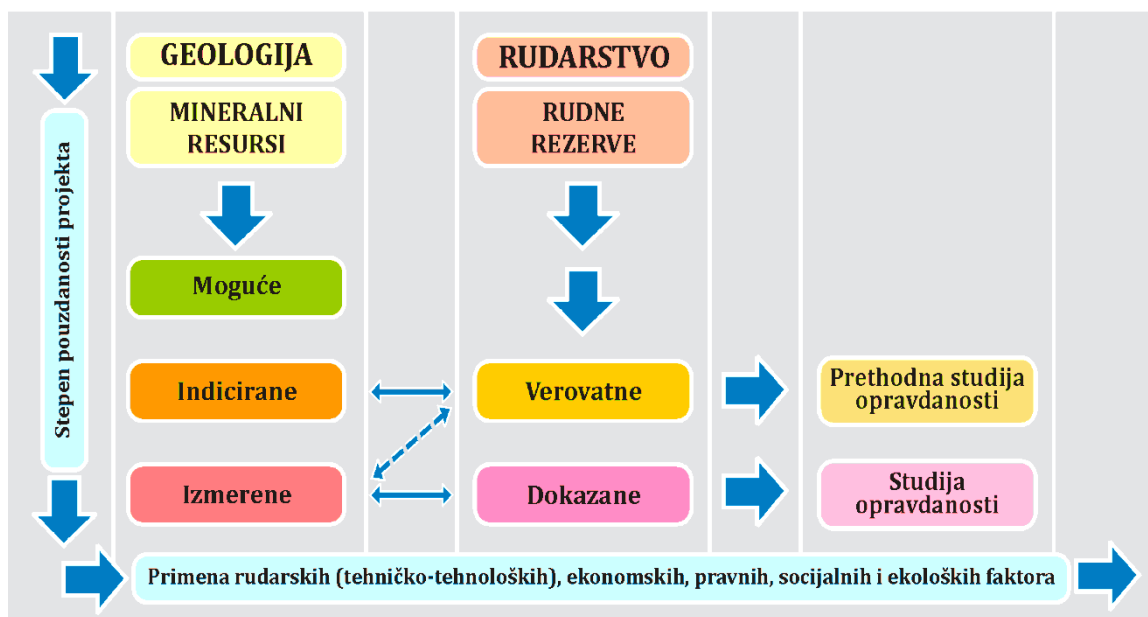 Stepen pouzdanosti projekta
GEOLOGIJA
MINERALNI
RESURSI
Moguće
Indicirane
Izmerene
RUDARSTVO
RUDNE
REZERVE
Verovatne
Dokazane
Prethodna studija
opravdanosti
Studija
opravdanosti
Primena rudarskih (tehničko-tehnoloških), ekonomskih, pravnih, socijalnih i ekoloških faktora